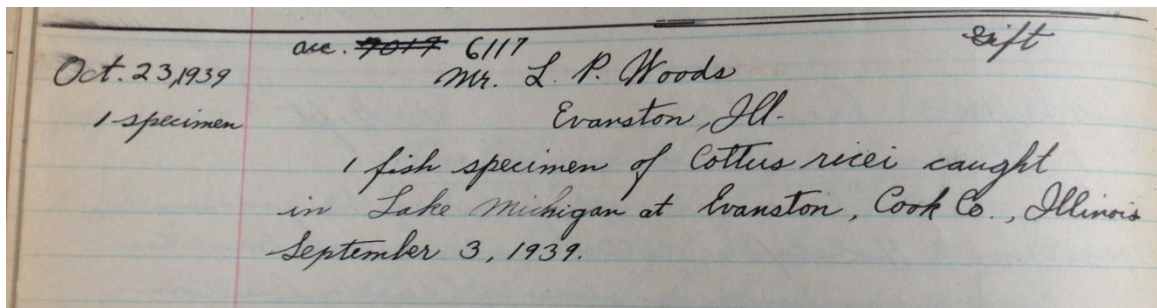 acc. 7017 6117 Gift
Oct. 23, 1939 Mr. L. P. Woods
1 specimen Evanston, Ill.
1 fish specimen of Cottus ricei caught
in Lake Michigan at Evanston, Cook Co., Illinois
September 3, 1939.